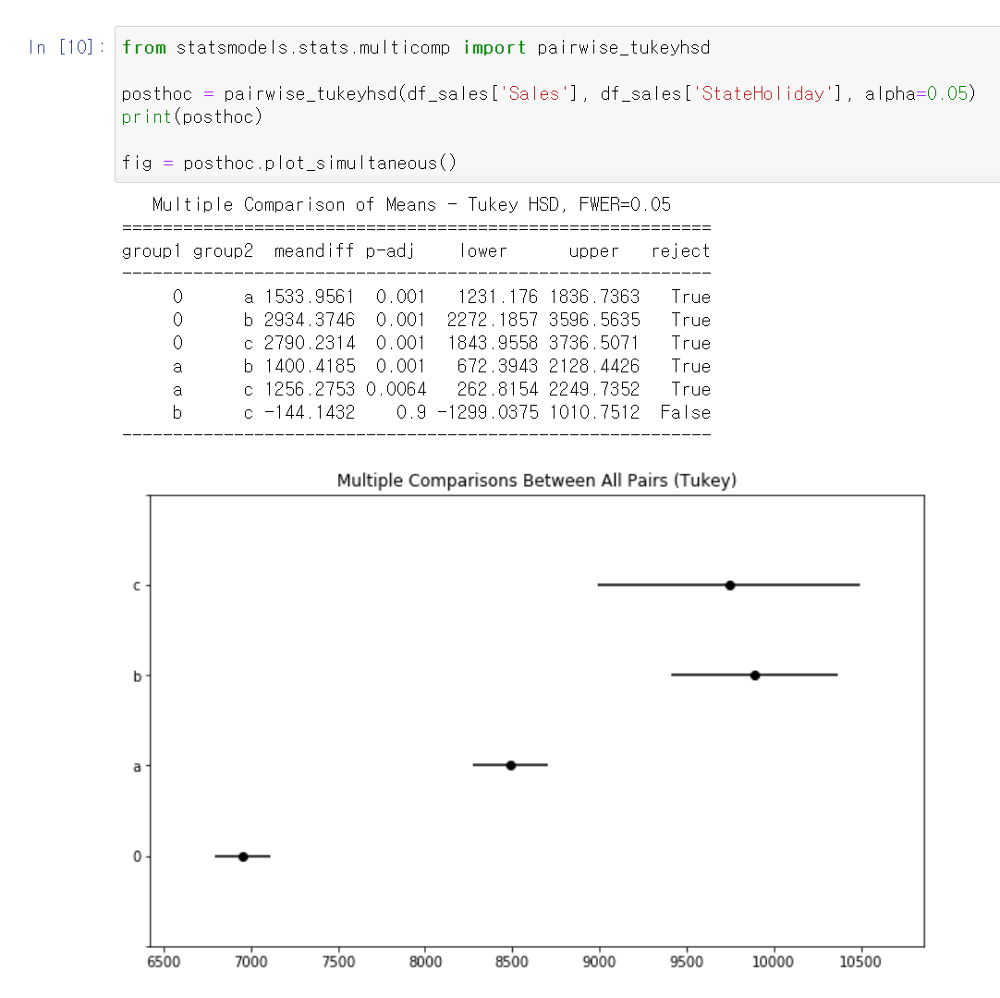 In [10]: from statsmodels.stats.multicomp import pairwise_tukeyhsd
posthoc = pairwise_tukeyhsd(df_sales['Sales'], df_sales['StateHoliday'], alpha=0.05)
print(posthoc)
fig = posthoc.plot_simultaneous()
Multiple Comparison of Means - Tukey HSD, FWER=0.05
==========================================================
group1 group2 meandiff p-adj lower upper reject
----------------------------------------------------------
0 a 1533.9561 0.001 1231.176 1836.7363 True
0 b 2934.3746 0.001 2272.1857 3596.5635 True
0 c 2790.2314 0.001 1843.9558 3736.5071 True
a b 1400.4185 0.001 672.3943 2128.4426 True
a c 1256.2753 0.0064 262.8154 2249.7352 True
b c -144.1432 0.9 -1299.0375 1010.7512 False
----------------------------------------------------------
Multiple Comparisons Between All Pairs (Tukey)
c
b
a
0
6500 7000 7500 8000 8500 9000 9500 10000 10500